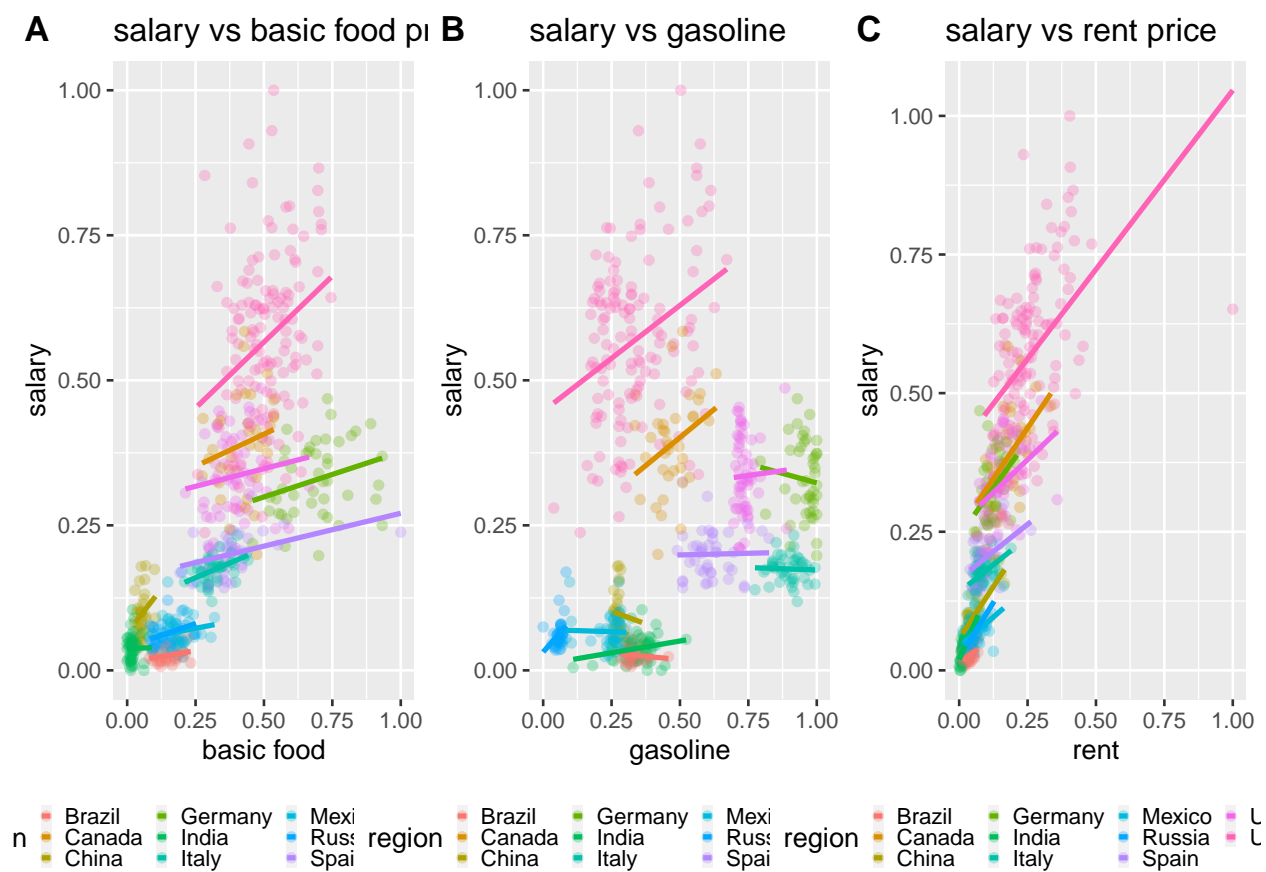 A salary vs basic food pr
B salary vs gasoline
C salary vs rent price
salary
1.00
0.75
0.50
0.25
0.00
0.00 0.25 0.50 0.75 1.00
basic food
salary
1.00
0.75
0.50
0.25
0.00
0.00 0.25 0.50 0.75 1.00
gasoline
salary
1.00
0.75
0.50
0.25
0.00
0.00 0.25 0.50 0.75 1.00
rent
n
Brazil Germany Mexi
Canada India Russ
China Italy Spai
region
Brazil Germany Mexi
Canada India Russ
China Italy Spai
region
Brazil Germany Mexico U
Canada India Russia U
China Italy Spain